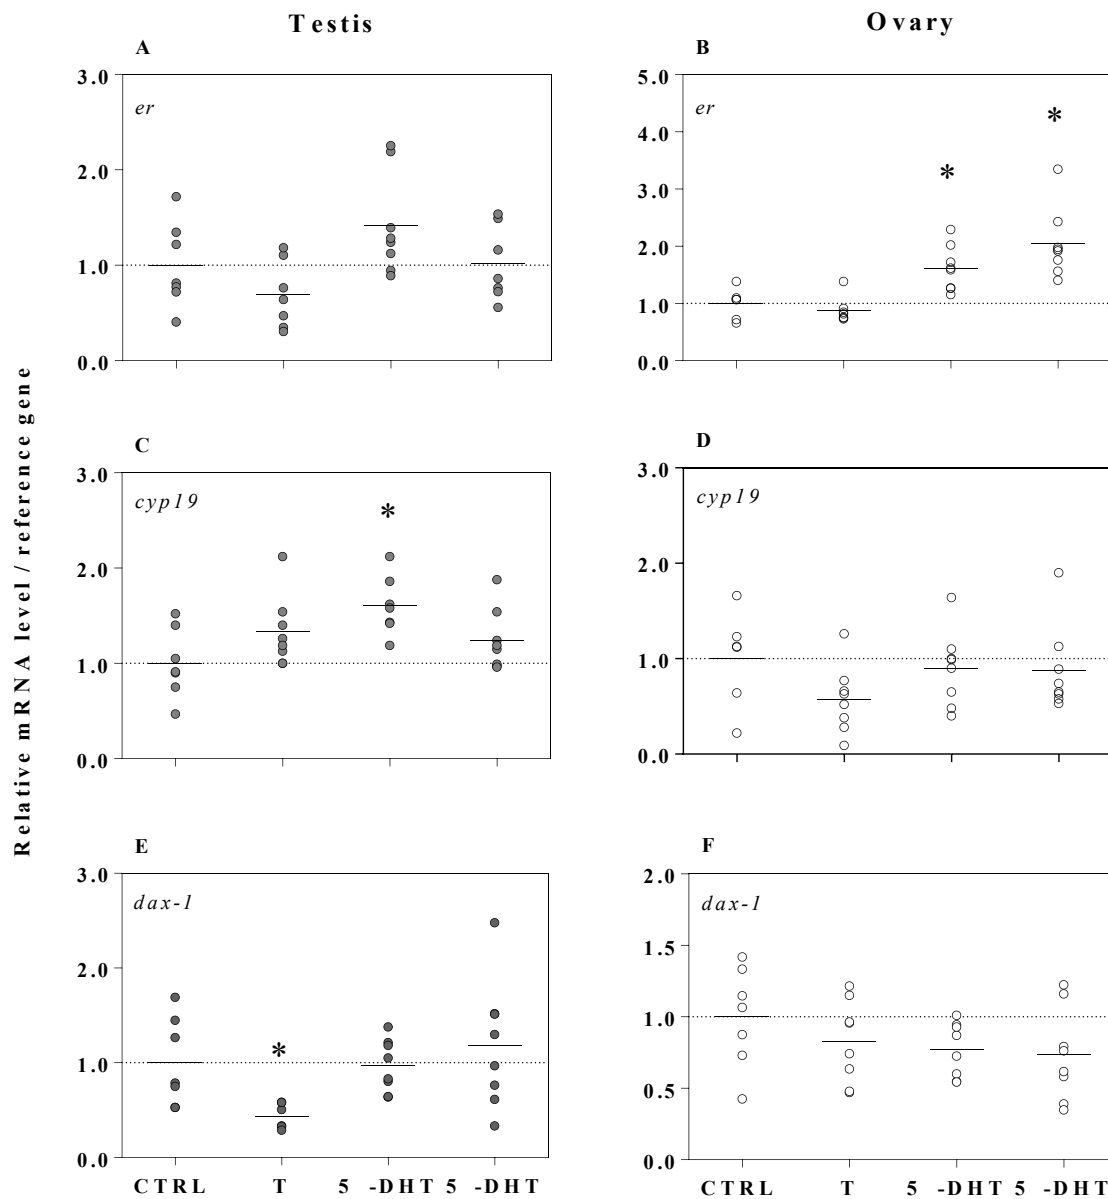 Testis
Ovary
Relative mRNA level / reference gene
A
er
3.0
2.0
1.0
0.0
*
B
er
5.0
4.0
3.0
2.0
1.0
0.0
* *
C
cyp19
3.0
2.0
1.0
0.0
*
D
cyp19
3.0
2.0
1.0
0.0
E
dax-1
3.0
2.0
1.0
0.0
*
CTRL T 5 -DHT 5 -DHT
F
dax-1
2.0
1.5
1.0
0.5
0.0
CTRL T 5 -DHT 5 -DHT